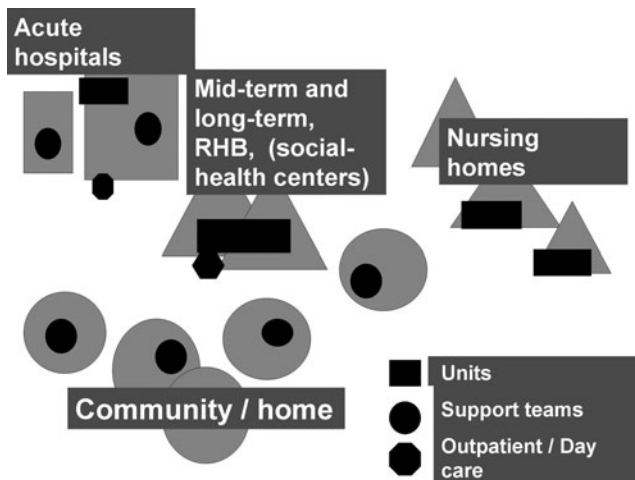 Acute
hospitals
Mid-term and
long-term,
RHB, (social-
health centers)
Nursing
homes
Community / home
Units
Support teams
Outpatient / Day
care